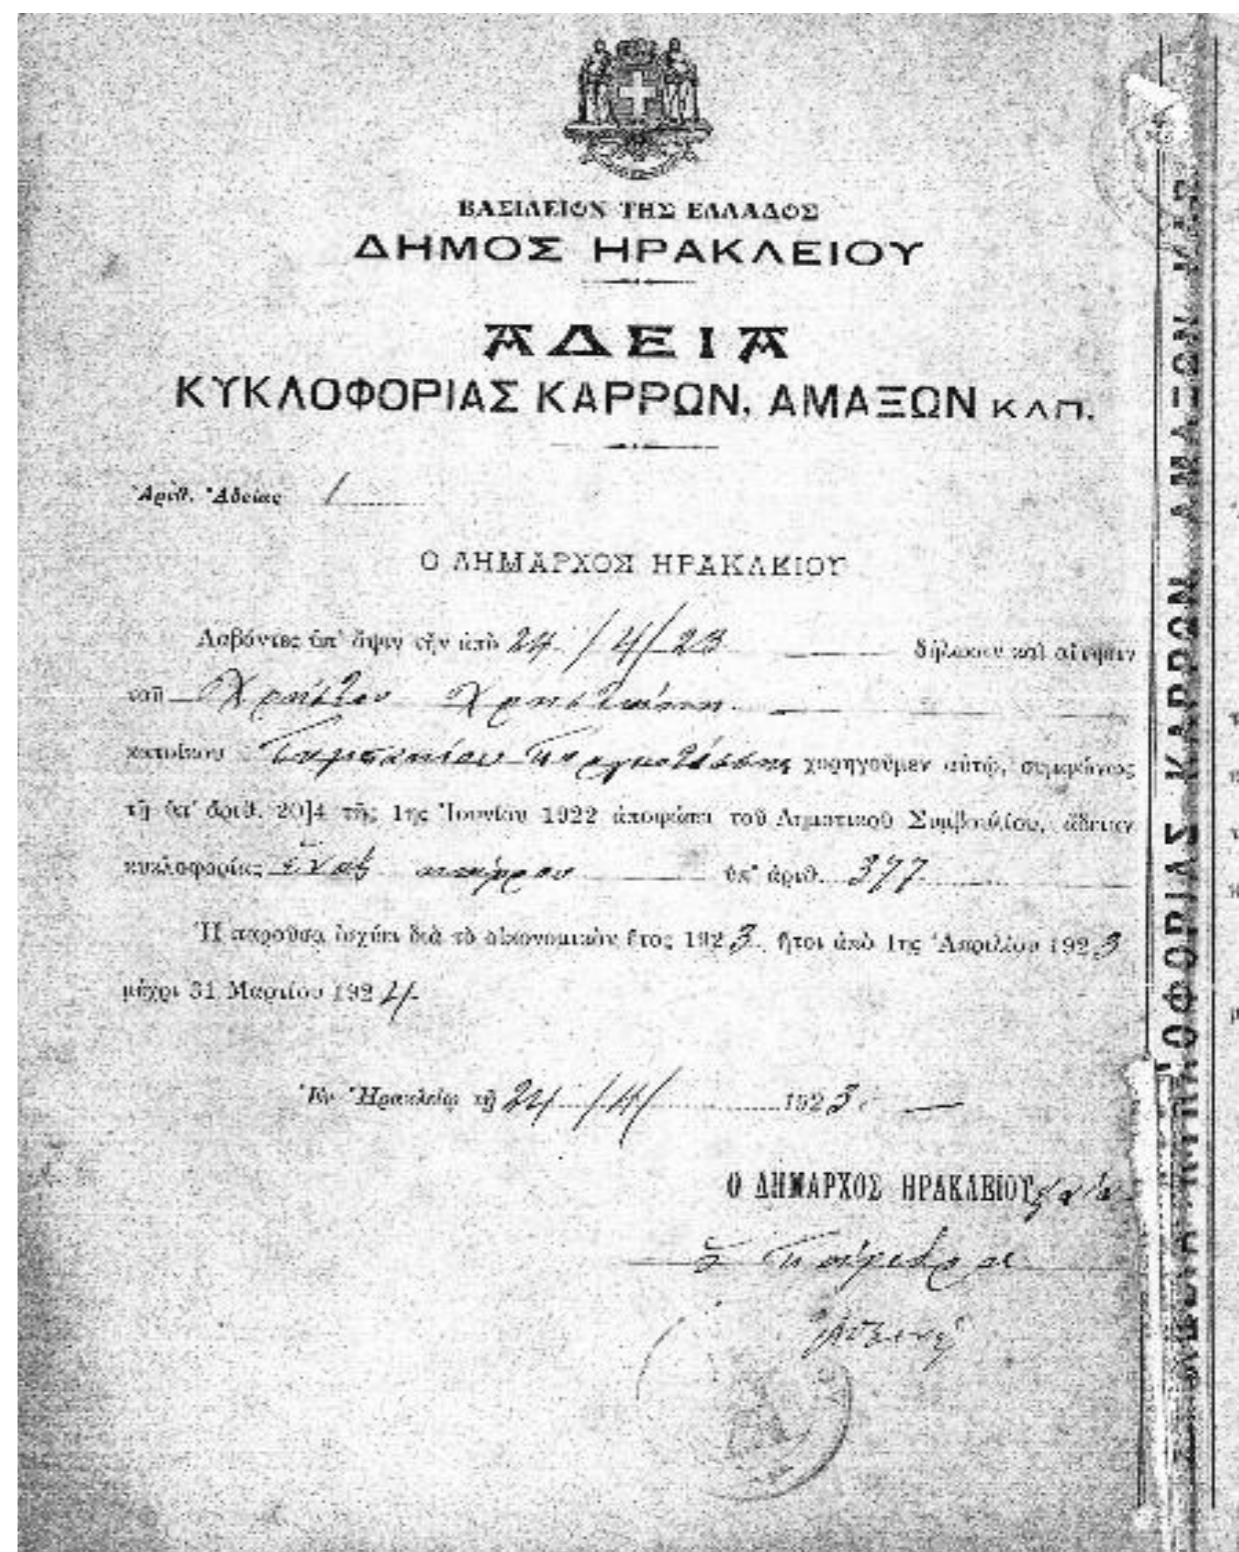 ΒΑΣΙΛΕΙΟΝ ΤΗΣ ΕΛΛΑΔΟΣ
ΔΗΜΟΣ ΗΡΑΚΛΕΙΟΥ
ΑΔΕΙΑ
ΚΥΚΛΟΦΟΡΙΑΣ ΚΑΡΡΩΝ, ΑΜΑΞΩΝ ΚΛΠ.
Ἀριθ. Ἀδείας 1
Ο ΔΗΜΑΡΧΟΣ ΗΡΑΚΛΕΙΟΥ
Λαβόντες ὑπ' ὄψιν τὴν ἀπὸ 24/4/23 δήλωσιν καὶ αἴτησιν
τοῦ Χρήστου
κατοίκου χορηγοῦμεν αὐτῷ, συμφώνως
τῇ ὑπ' ἀριθ. 20]4 τῆς 1ης Ἰουνίου 1922 ἀποφάσει τοῦ Δημοτικοῦ Συμβουλίου, ἄδειαν
κυκλοφορίας ἑνὸς κάρρου ὑπ' ἀριθ. 377
Ἡ παροῦσα ἰσχύει διὰ τὸ οἰκονομικὸν ἔτος 1923 ἤτοι ἀπὸ 1ης Ἀπριλίου 1923
μέχρι 31 Μαρτίου 1924
Ἐν Ἡρακλείῳ τῇ 24/4/1923
Ο ΔΗΜΑΡΧΟΣ ΗΡΑΚΛΕΙΟΥ
ΚΑΡΡΩΝ ΑΜΑΞΩΝ ΚΛΠ